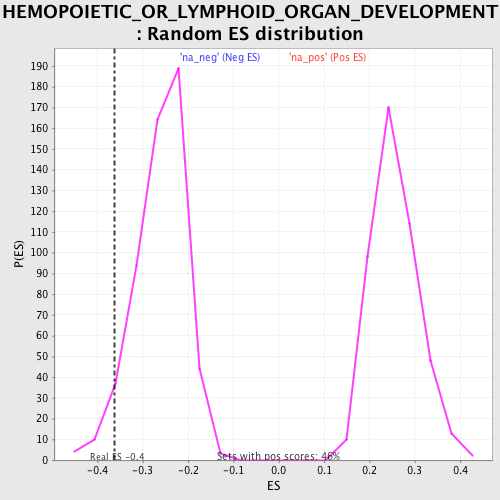 HEMOPOIETIC_OR_LYMPHOID_ORGAN_DEVELOPMENT
: Random ES distribution
'na_neg' (Neg ES) 'na_pos' (Pos ES)
190
180
170
160
150
140
130
120
110
100
90
80
70
60
50
40
30
20
10
0
P(ES)
Real ES -0.4 Sets with pos scores: 46%
-0.4 -0.3 -0.2 -0.1 0.0 0.1 0.2 0.3 0.4
ES